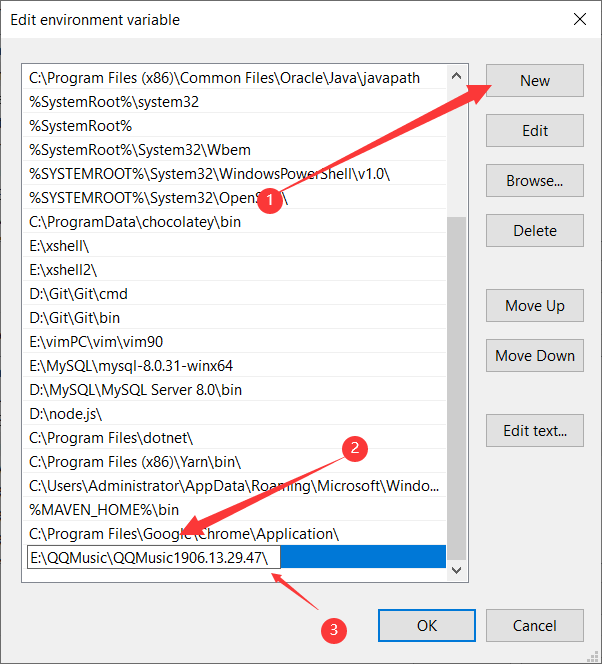 Edit environment variable
C:\Program Files (x86)\Common Files\Oracle\Java\javapath
%SystemRoot%\system32
%SystemRoot%
%SystemRoot%\System32\Wbem
%SYSTEMROOT%\System32\WindowsPowerShell\v1.0\
%SYSTEMROOT%\System32\
C:\ProgramData\chocolatey\bin
E:\xshell\
E:\xshell2\
D:\Git\Git\cmd
D:\Git\Git\bin
E:\vimPC\vim\vim90
E:\MySQL\mysql-8.0.31-winx64
D:\MySQL\MySQL Server 8.0\bin
D:\node.js\
C:\Program Files\dotnet\
C:\Program Files (x86)\Yarn\bin\
C:\Users\Administrator\AppData\Roaming\Microsoft\Windo...
%MAVEN_HOME%\bin
C:\Program Files\Google\Chrome\Application\
E:\QQMusic\QQMusic1906.13.29.47\
New
Edit
Browse...
Delete
Move Up
Move Down
Edit text...
1
2
3
OK
Cancel